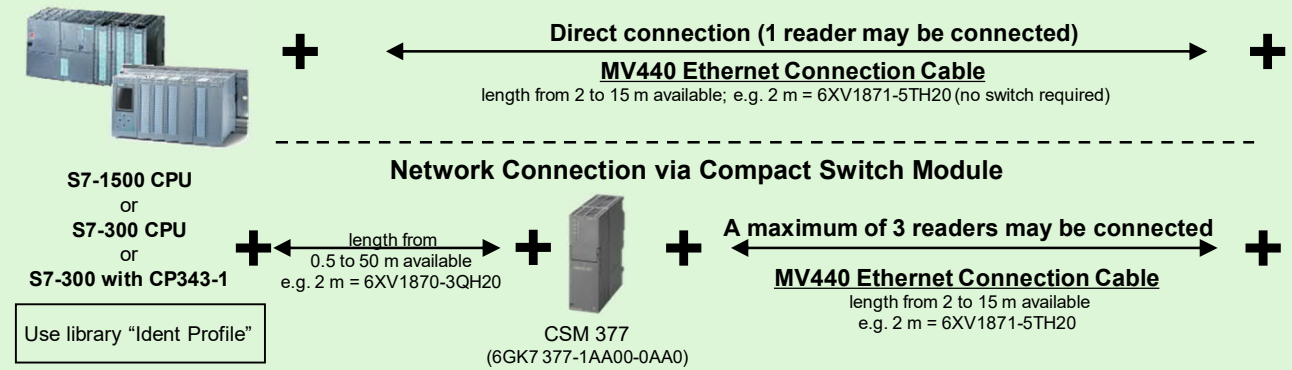 Direct connection (1 reader may be connected)
MV440 Ethernet Connection Cable
length from 2 to 15 m available; e.g. 2 m = 6XV1871-5TH20 (no switch required)
Network Connection via Compact Switch Module
S7-1500 CPU
or
S7-300 CPU
or
S7-300 with CP343-1
Use library “Ident Profile”
length from
0.5 to 50 m available
e.g. 2 m = 6XV1870-3QH20
CSM 377
(6GK7 377-1AA00-0AA0)
A maximum of 3 readers may be connected
MV440 Ethernet Connection Cable
length from 2 to 15 m available
e.g. 2 m = 6XV1871-5TH20